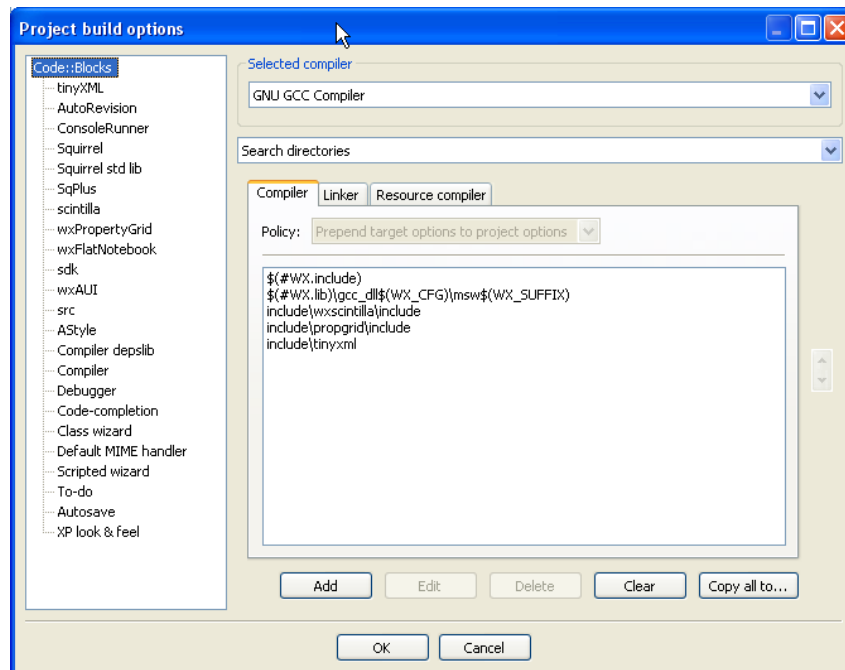 Project build options
Code::Blocks
tinyXML
AutoRevision
ConsoleRunner
Squirrel
Squirrel std lib
SqPlus
scintilla
wxPropertyGrid
wxFlatNotebook
sdk
wxAUI
src
AStyle
Compiler depslib
Compiler
Debugger
Code-completion
Class wizard
Default MIME handler
Scripted wizard
To-do
Autosave
XP look & feel
Selected compiler
GNU GCC Compiler
Search directories
Compiler Linker Resource compiler
Policy: Prepend target options to project options
$(#WX.include)
$(#WX.lib)\gcc_dll$(WX_CFG)\msw$(WX_SUFFIX)
include\wxscintilla\include
include\propgrid\include
include\tinyxml
Add Edit Delete Clear Copy all to...
OK Cancel